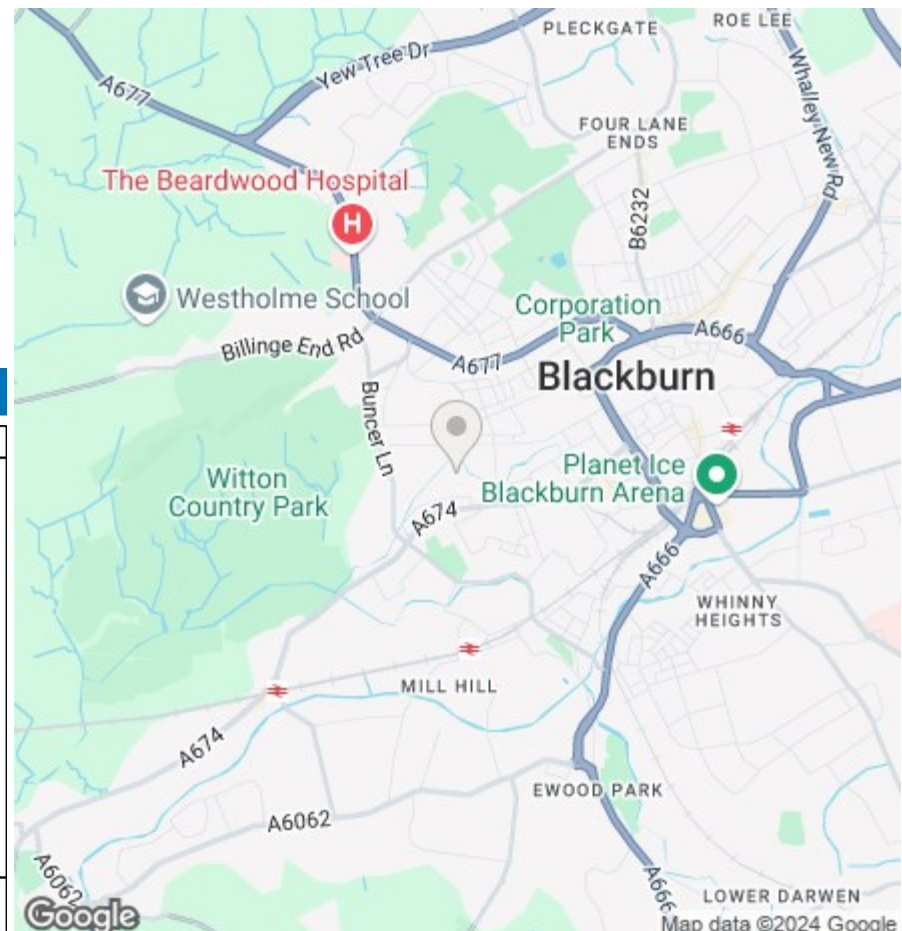 PLECKGATE
ROE LEE
Yew Tree Dr
A677
Whalley New Rd
FOUR LANE
ENDS
The Beardwood Hospital
H
B6232
Westholme School
Corporation
Park
Billinge End Rd
A666
A677
Blackburn
Buncer Ln
Witton
Country Park
Planet Ice
Blackburn Arena
A674
A666
WHINNY
HEIGHTS
MILL HILL
A674
EWOOD PARK
A6062
A6062
A666
LOWER DARWEN
Google
Map data ©2024 Google